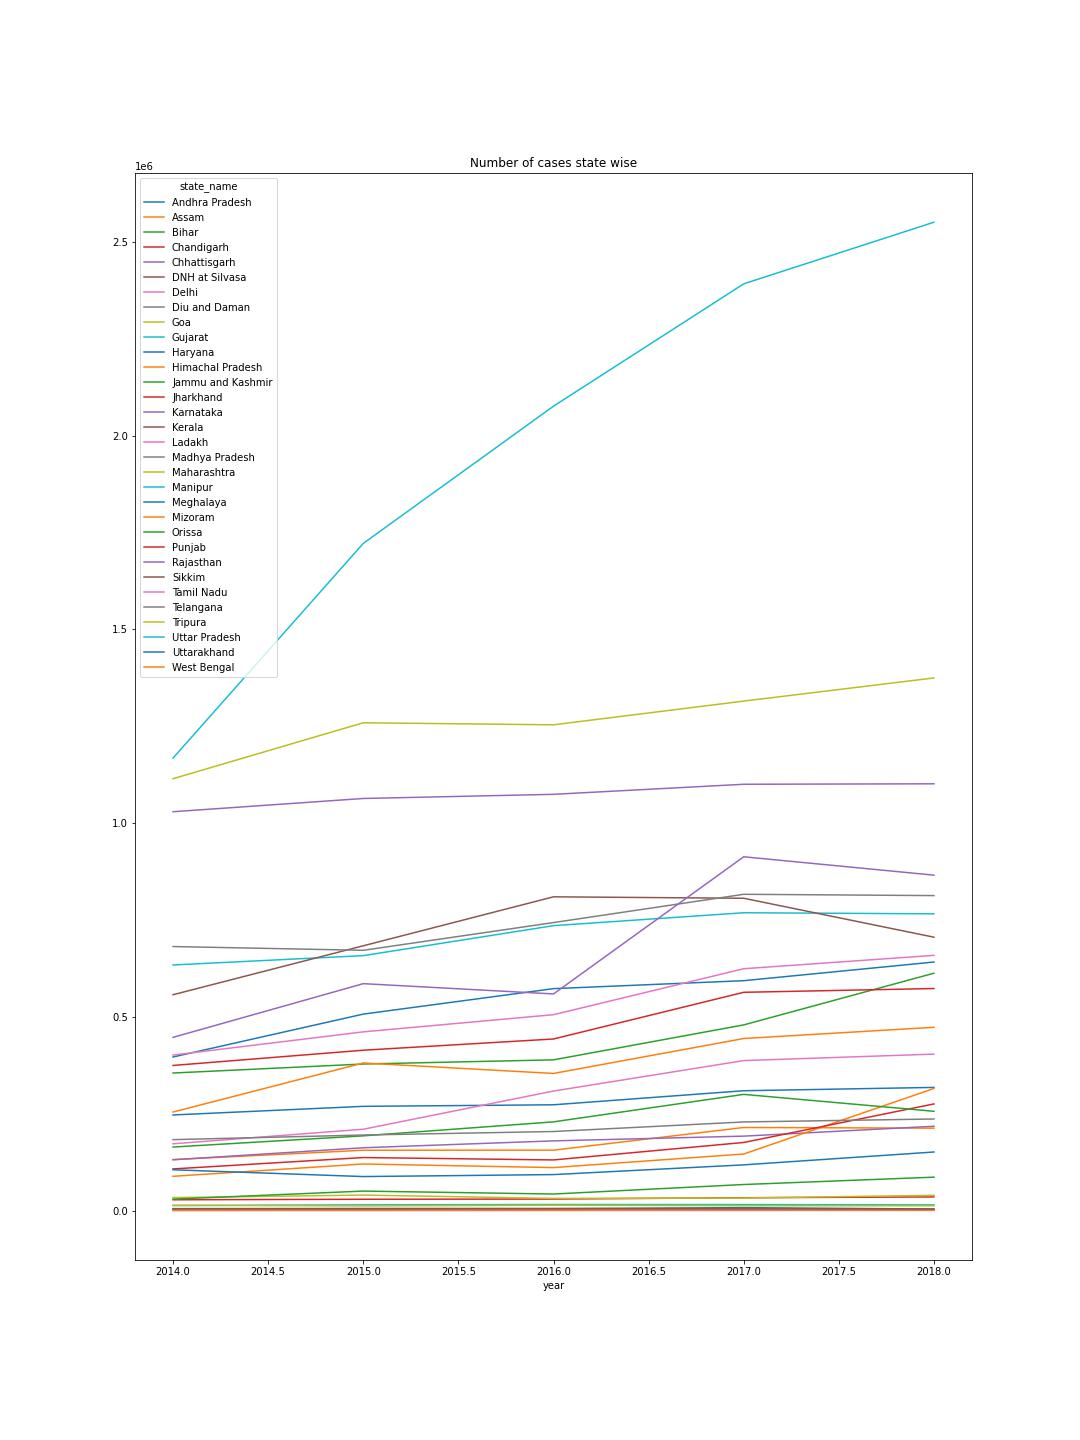 Number of cases state wise
1e6
state_name
Andhra Pradesh
Assam
Bihar
Chandigarh
Chhattisgarh
DNH at Silvasa
Delhi
Diu and Daman
Goa
Gujarat
Haryana
Himachal Pradesh
Jammu and Kashmir
Jharkhand
Karnataka
Kerala
Ladakh
Madhya Pradesh
Maharashtra
Manipur
Meghalaya
Mizoram
Orissa
Punjab
Rajasthan
Sikkim
Tamil Nadu
Telangana
Tripura
Uttar Pradesh
Uttarakhand
West Bengal
2.5
2.0
1.5
1.0
0.5
0.0
2014.0 2014.5 2015.0 2015.5 2016.0 2016.5 2017.0 2017.5 2018.0
year